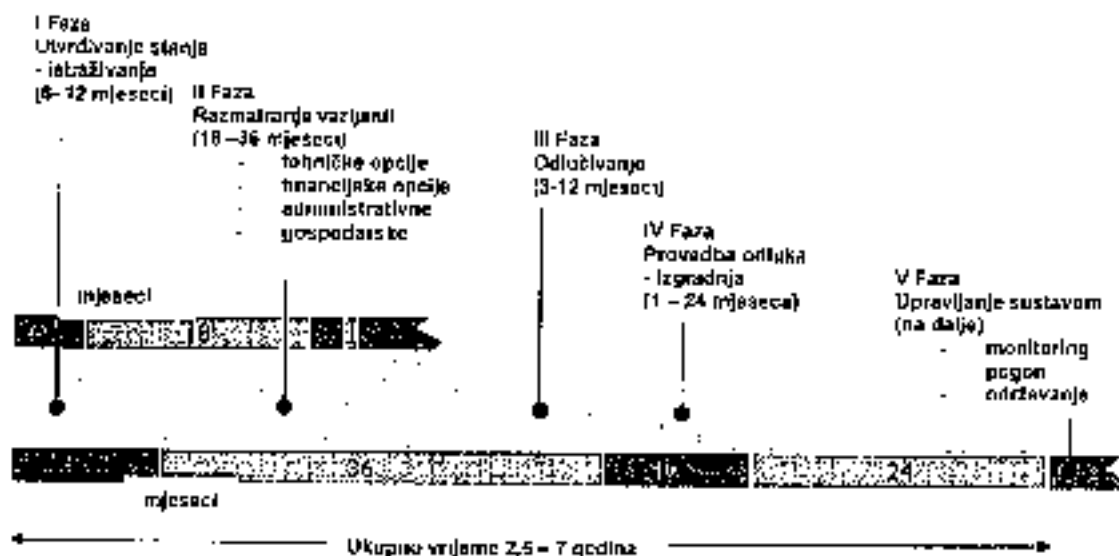 I Faza
Utvrđivanje stanja
- istraživanje
(6–12 mjeseci)
II Faza
Razmatranje varijanti
(18–36 mjeseci)
- tehničke opcije
- financijske opcije
- administrativne
- gospodarske
III Faza
Odlučivanje
(3-12 mjeseci)
IV Faza
Provedba odluka
- Izgradnja
(1 – 24 mjeseca)
V Faza
Upravljanje sustavom
(na dalje)
- monitoring
pogon
- održavanje
mjeseci
18
1
36
24
mjeseci
Ukupno vrijeme 2,5 – 7 godina